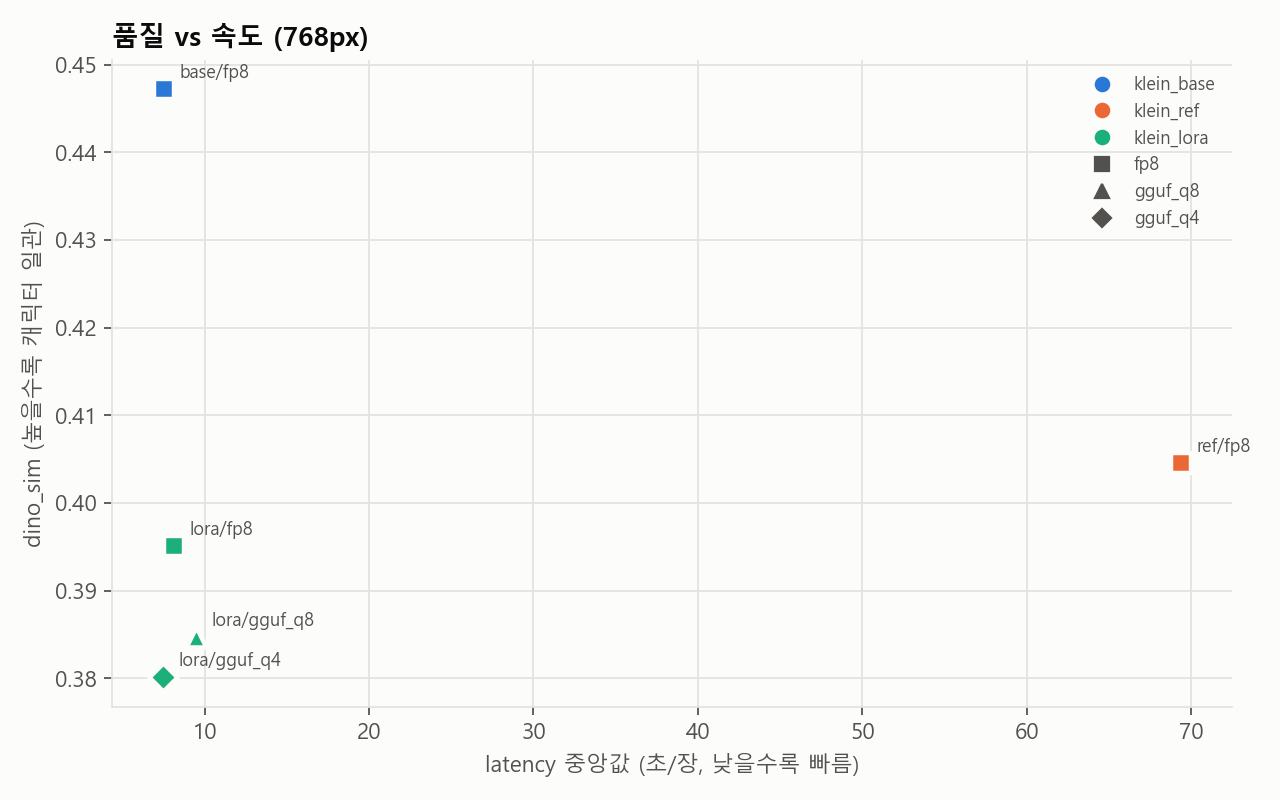 품질 vs 속도 (768px)
base/fp8
klein_base
klein_ref
klein_lora
fp8
gguf_q8
gguf_q4
ref/fp8
lora/fp8
lora/gguf_q8
lora/gguf_q4
dino_sim (높을수록 캐릭터 일관)
0.45
0.44
0.43
0.42
0.41
0.40
0.39
0.38
10 20 30 40 50 60 70
latency 중앙값 (초/장, 낮을수록 빠름)